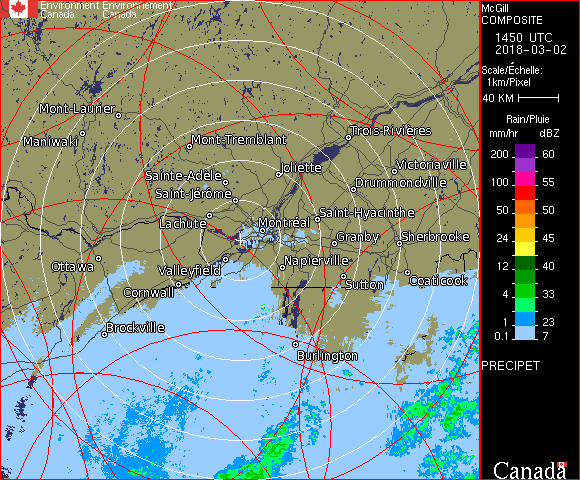 Environment Environnement
Canada Canada
McGill
COMPOSITE
1450 UTC
2018-03-02
Scale/Échelle:
1km/Pixel
40 KM
Rain/Pluie
mm/hr dBZ
200 60
100 55
50 50
24 45
12 40
4 33
1 23
0.1 7
PRECIPET
Canada
Mont-Laurier
Maniwaki
Mont-Tremblant
Trois-Rivières
Joliette
Victoriaville
Sainte-Adèle
Drummondville
Saint-Jérôme
Lachute
Montréal
Saint-Hyacinthe
Granby
Sherbrooke
Ottawa
Valleyfield
Napierville
Cornwall
Sutton
Coaticook
Brockville
Burlington